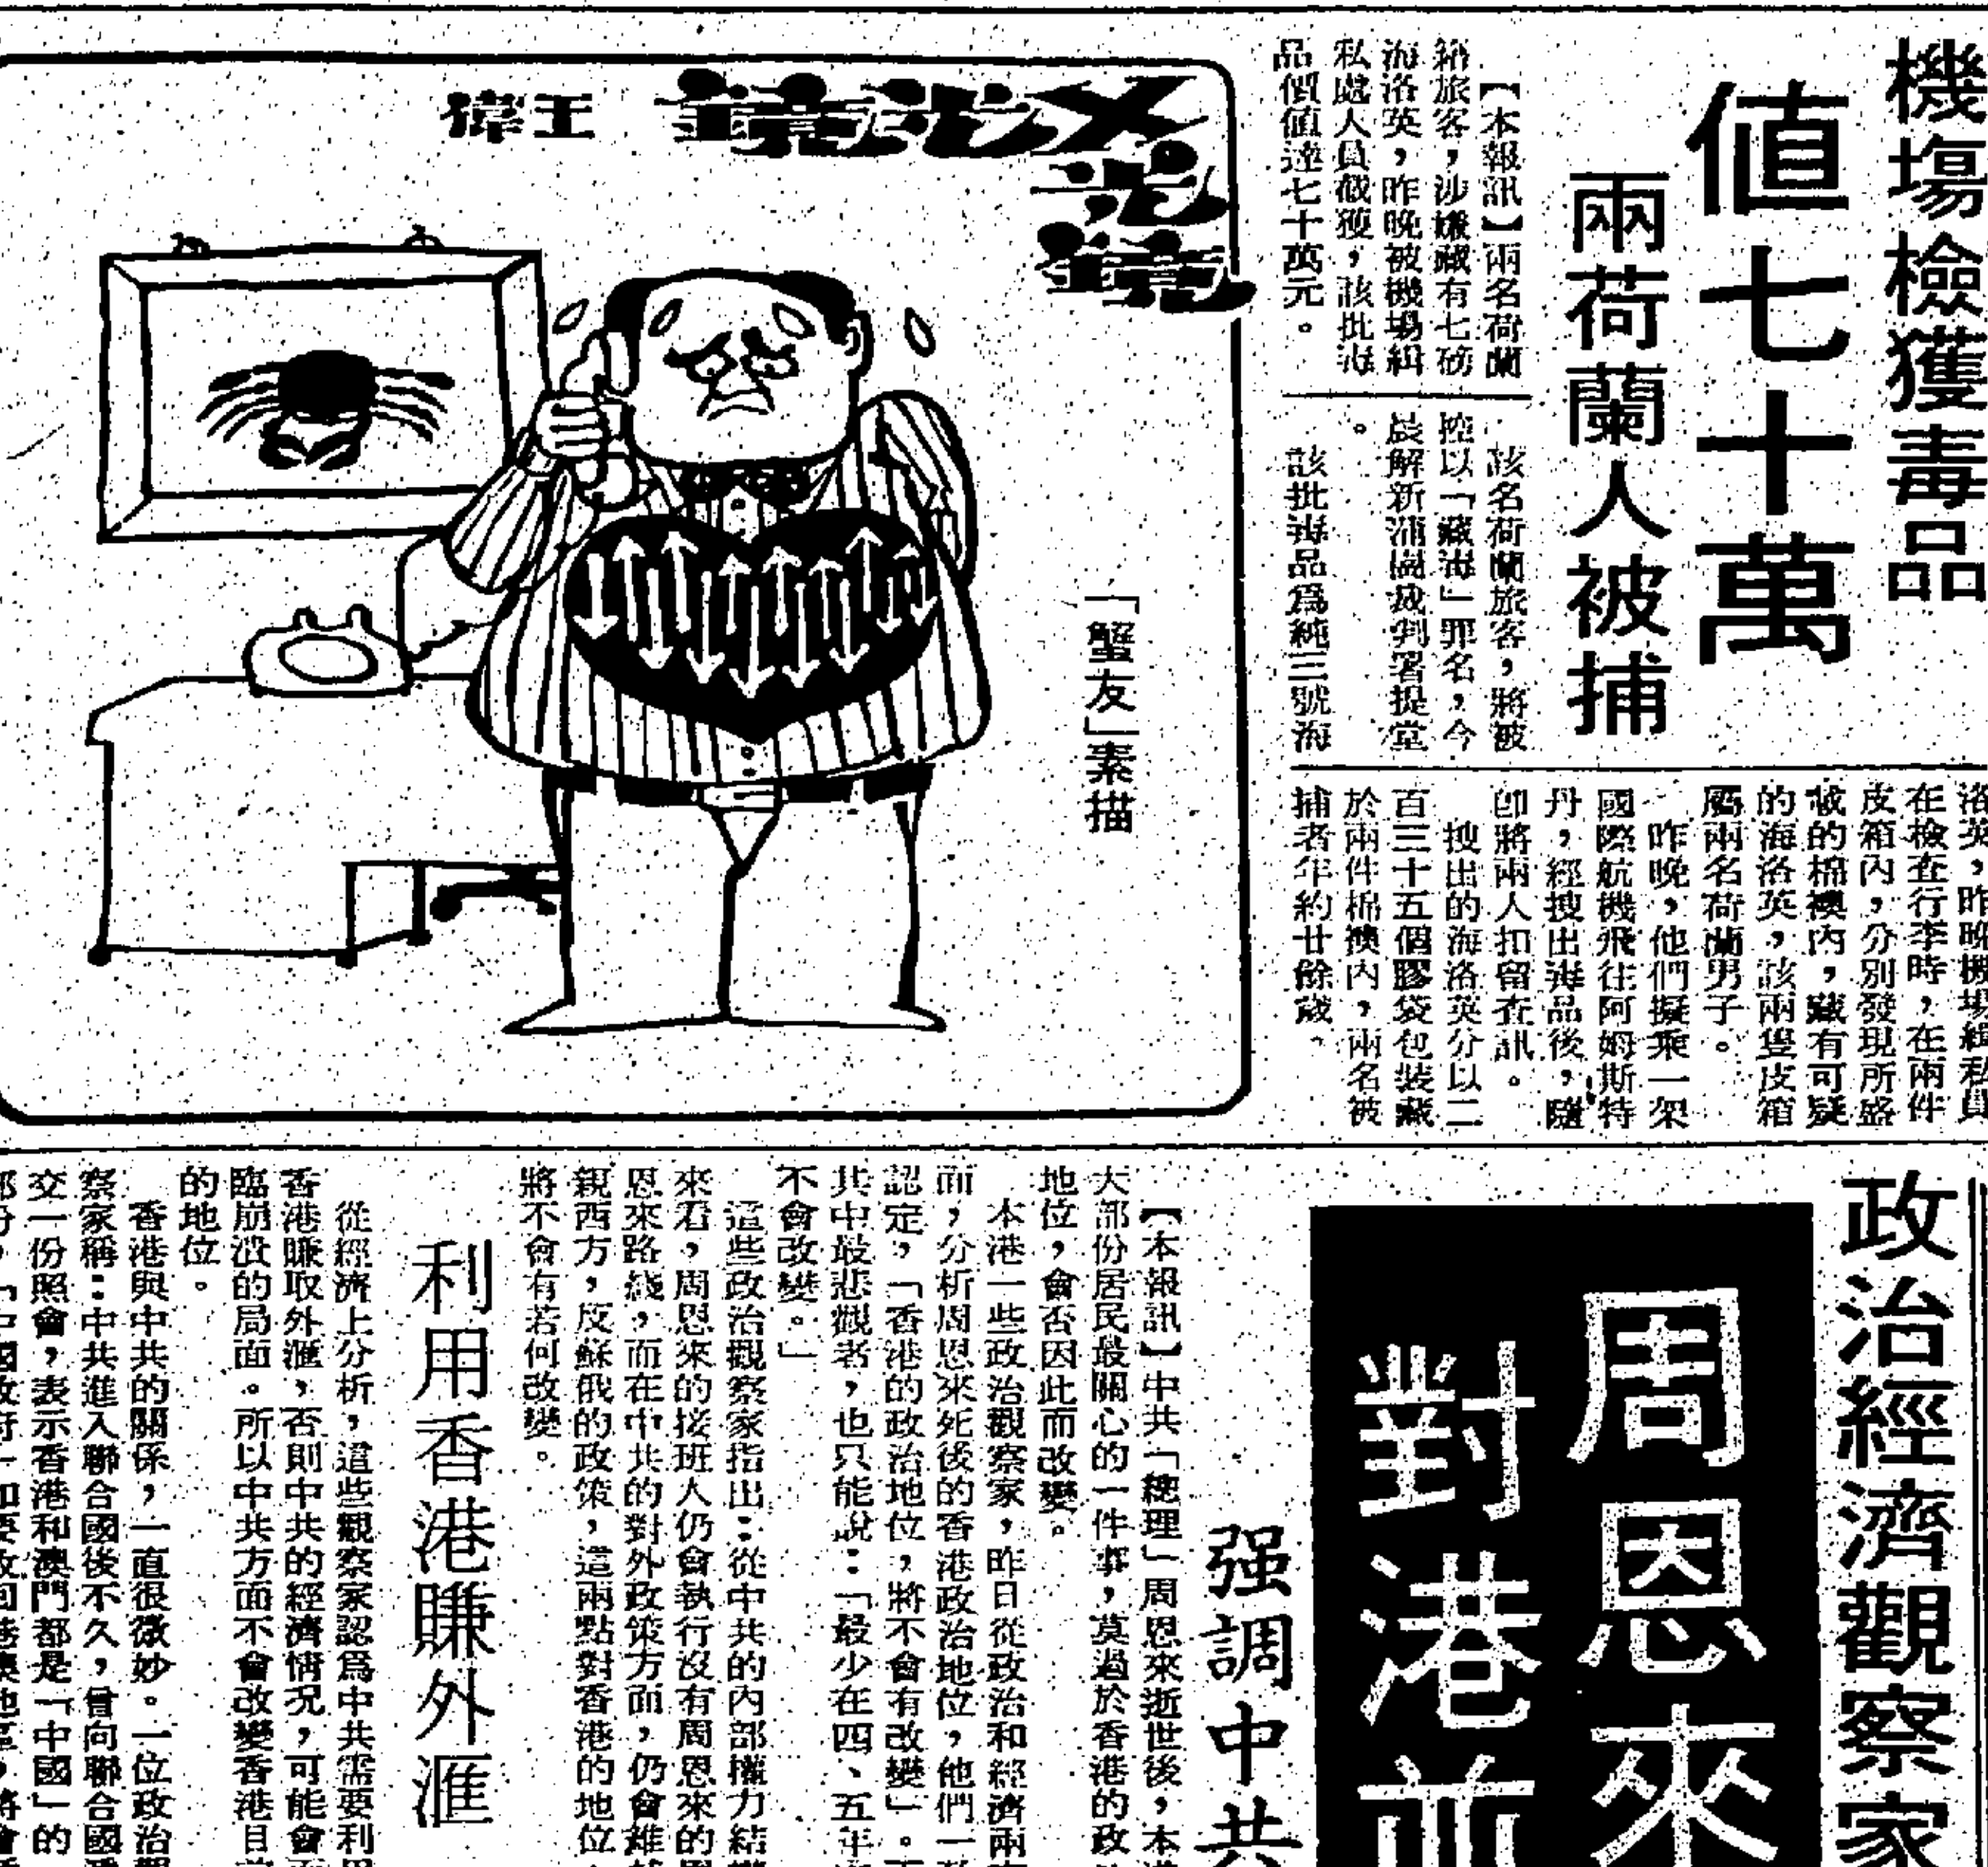 機塲檢獲毒品
值七十萬
兩荷蘭人被捕
【本報訊】兩名荷蘭
籍旅客，涉嫌藏有七磅
海洛英，昨晚被機場緝
私處人員截獲，該批海
品價值達七十萬元。
該名荷蘭旅客，將被
控以「藏毒」罪名，今
晨解新蒲崗裁判署提堂
。
該批毒品爲純三號海
洛英，昨晚機場緝私員
在檢查行李時，在兩件
皮箱內，分別發現所盛
載的棉襖內，藏有可疑
的海洛英，該兩隻皮箱
屬兩名荷蘭男子。
昨晚，他們擬乘一架
國際航機飛往阿姆斯特
丹，經搜出毒品後，隨
卽將兩人扣留查訊。
搜出的海洛英分以二
百三十五個膠袋包裝藏
於兩件棉襖內，兩名被
捕者年約廿餘歲。
X光鏡
光鏡
王偉
「蟹友」素描
政治經濟觀察家
周恩來
對港前
强調中共
【本報訊】中共「總理」周恩來逝世後，本港
大部份居民最關心的一件事，莫過於香港的政
地位，會否因此而改變。
本港一些政治觀察家，昨日從政治和經濟兩
面，分析周恩來死後的香港政治地位，他們一
認定，「香港的政治地位，將不會有改變」。
共中最悲觀者，也只能說：「最少在四、五年
不會改變。」
這些政治觀察家指出：從中共的內部權力結
來看，周恩來的接班人仍會執行沒有周恩來的
恩來路綫，而在中共的對外政策方面，仍會維
親西方，反蘇俄的政策，這兩點對香港的地位，
將不會有若何改變。
利用香港賺外滙
從經濟上分析，這些觀察家認爲中共需要利用
香港賺取外滙，否則中共的經濟情况，可能會
臨崩潰的局面。所以中共方面不會改變香港目前
的地位。
香港與中共的關係，一直很微妙。一位政治觀
察家稱：中共進入聯合國後不久，曾向聯合國
交一份照會，表示香港和澳門都是「中國」的